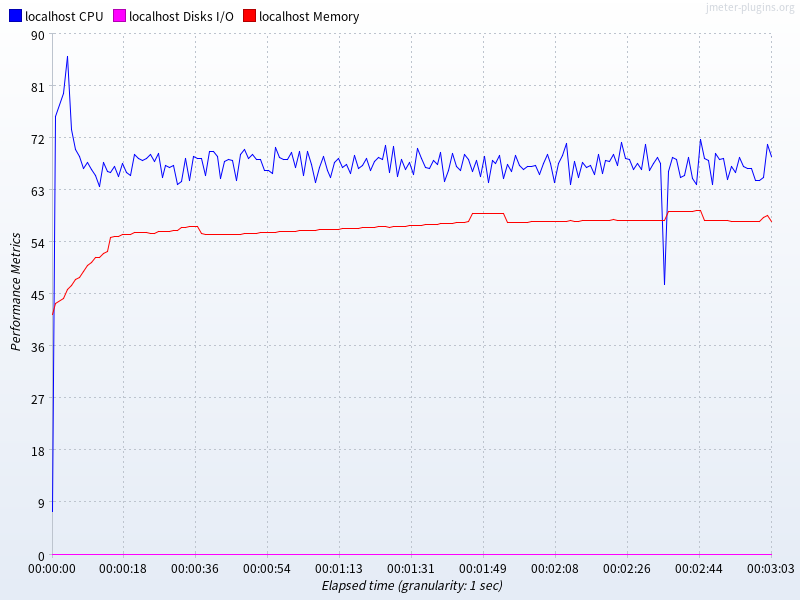 jmeter-plugins.org
localhost CPU localhost Disks I/O localhost Memory
90
81
72
63
54
45
36
27
18
9
0
Performance Metrics
00:00:00 00:00:18 00:00:36 00:00:54 00:01:13 00:01:31 00:01:49 00:02:08 00:02:26 00:02:44 00:03:03
Elapsed time (granularity: 1 sec)